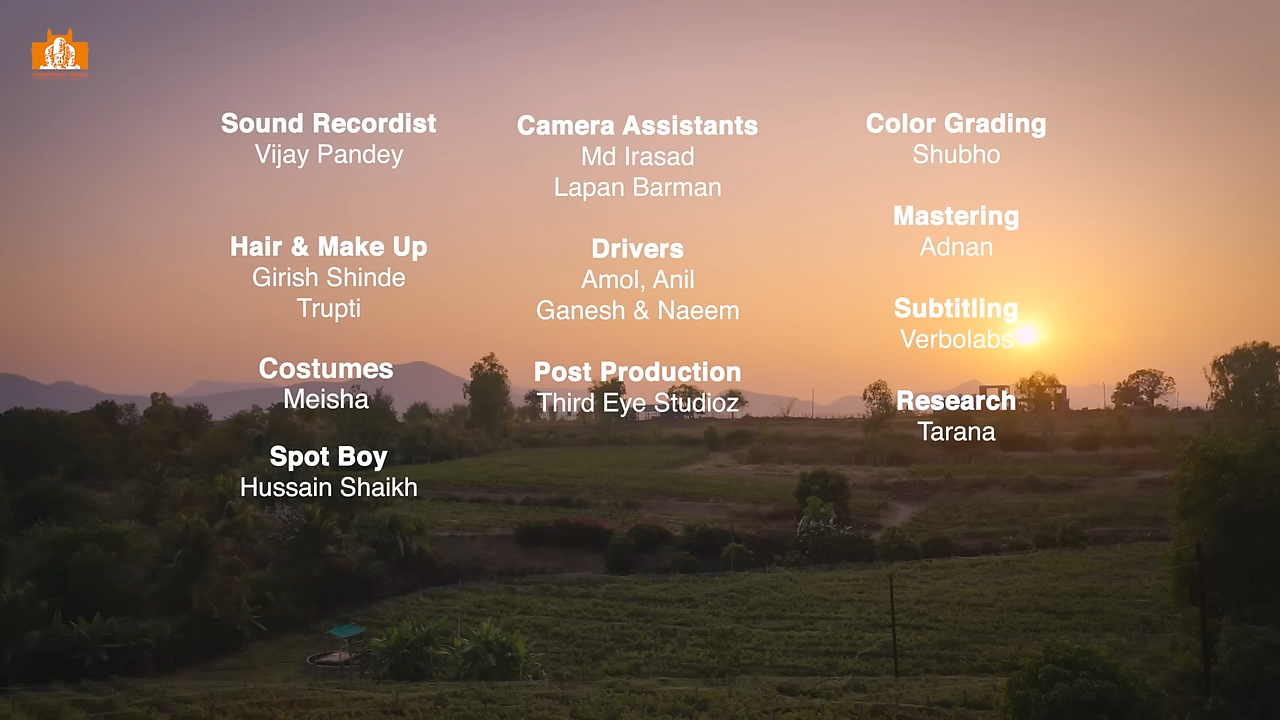 Sound Recordist
Vijay Pandey
Hair & Make Up
Girish Shinde
Trupti
Costumes
Meisha
Spot Boy
Hussain Shaikh
Camera Assistants
Md Irasad
Lapan Barman
Drivers
Amol, Anil
Ganesh & Naeem
Post Production
Third Eye Studioz
Color Grading
Shubho
Mastering
Adnan
Subtitling
Verbolabs
Research
Tarana